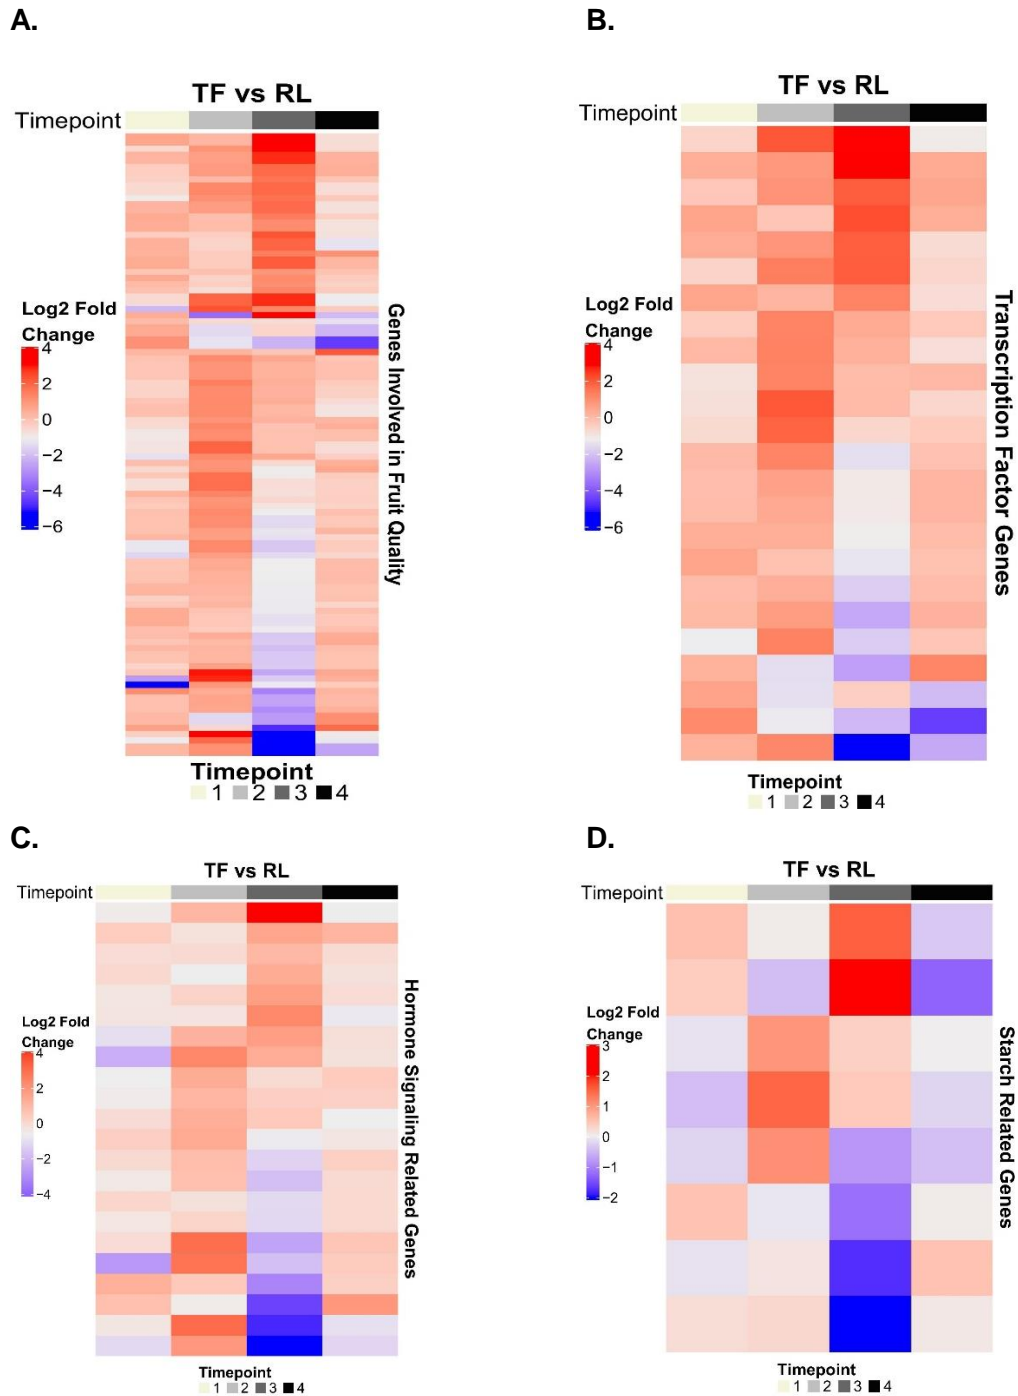 A.
TF vs RL
Timepoint
Log2 Fold
Change
4
2
0
−2
−4
−6
Genes Involved in Fruit Quality
Timepoint
1 2 3 4
B.
TF vs RL
Timepoint
Log2 Fold
Change
4
2
0
−2
−4
−6
Transcription Factor Genes
Timepoint
1 2 3 4
C.
TF vs RL
Timepoint
Log2 Fold
Change
4
2
0
−2
−4
Hormone Signaling Related Genes
Timepoint
1 2 3 4
D.
TF vs RL
Timepoint
Log2 Fold
Change
3
2
1
0
−1
−2
Starch Related Genes
Timepoint
1 2 3 4